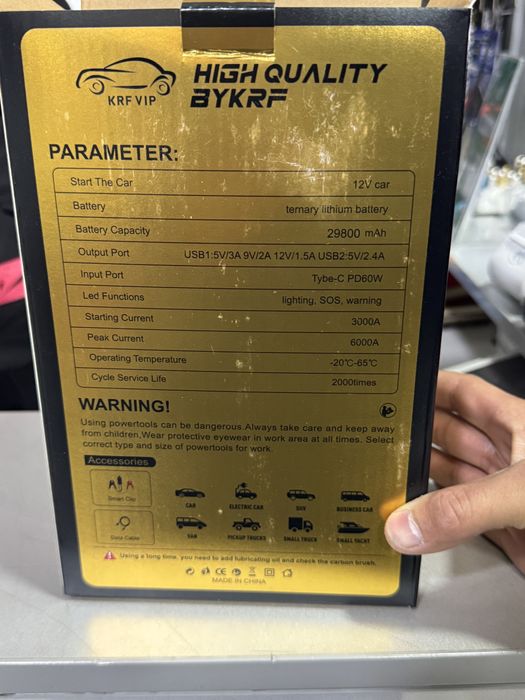 KRF VIP
HIGH QUALITY
BYKRF
PARAMETER:
Start The Car 12V car
Battery ternary lithium battery
Battery Capacity 29800 mAh
Output Port USB1:5V/3A 9V/2A 12V/1.5A USB2:5V/2.4A
Input Port Tybe-C PD60W
Led Functions lighting, SOS, warning
Starting Current 3000A
Peak Current 6000A
Operating Temperature -20℃-65℃
Cycle Service Life 2000times
WARNING!
Using powertools can be dangerous.Always take care and keep away
from children,Wear protective eyewear in work area at all times. Select
correct type and size of powertools for work.
Accessories
Smart Clip
CAR ELECTRIC CAR SUV BUSINESS CAR
Data Cable
VAN PICKUP TRUCKS SMALL TRUCK SMALL YACHT
Using a long time, you need to add lubricating oil and check the carbon brush.
CE
MADE IN CHINA